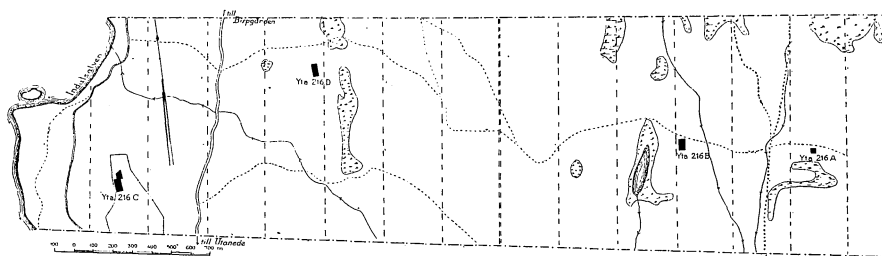 till
Bispgården
Indalsälven
Yta 216 D
Yta 216 B
Yta 216 A
Yta 216 C
till Utanede
100 0 100 200 300 400 500 600 700 m